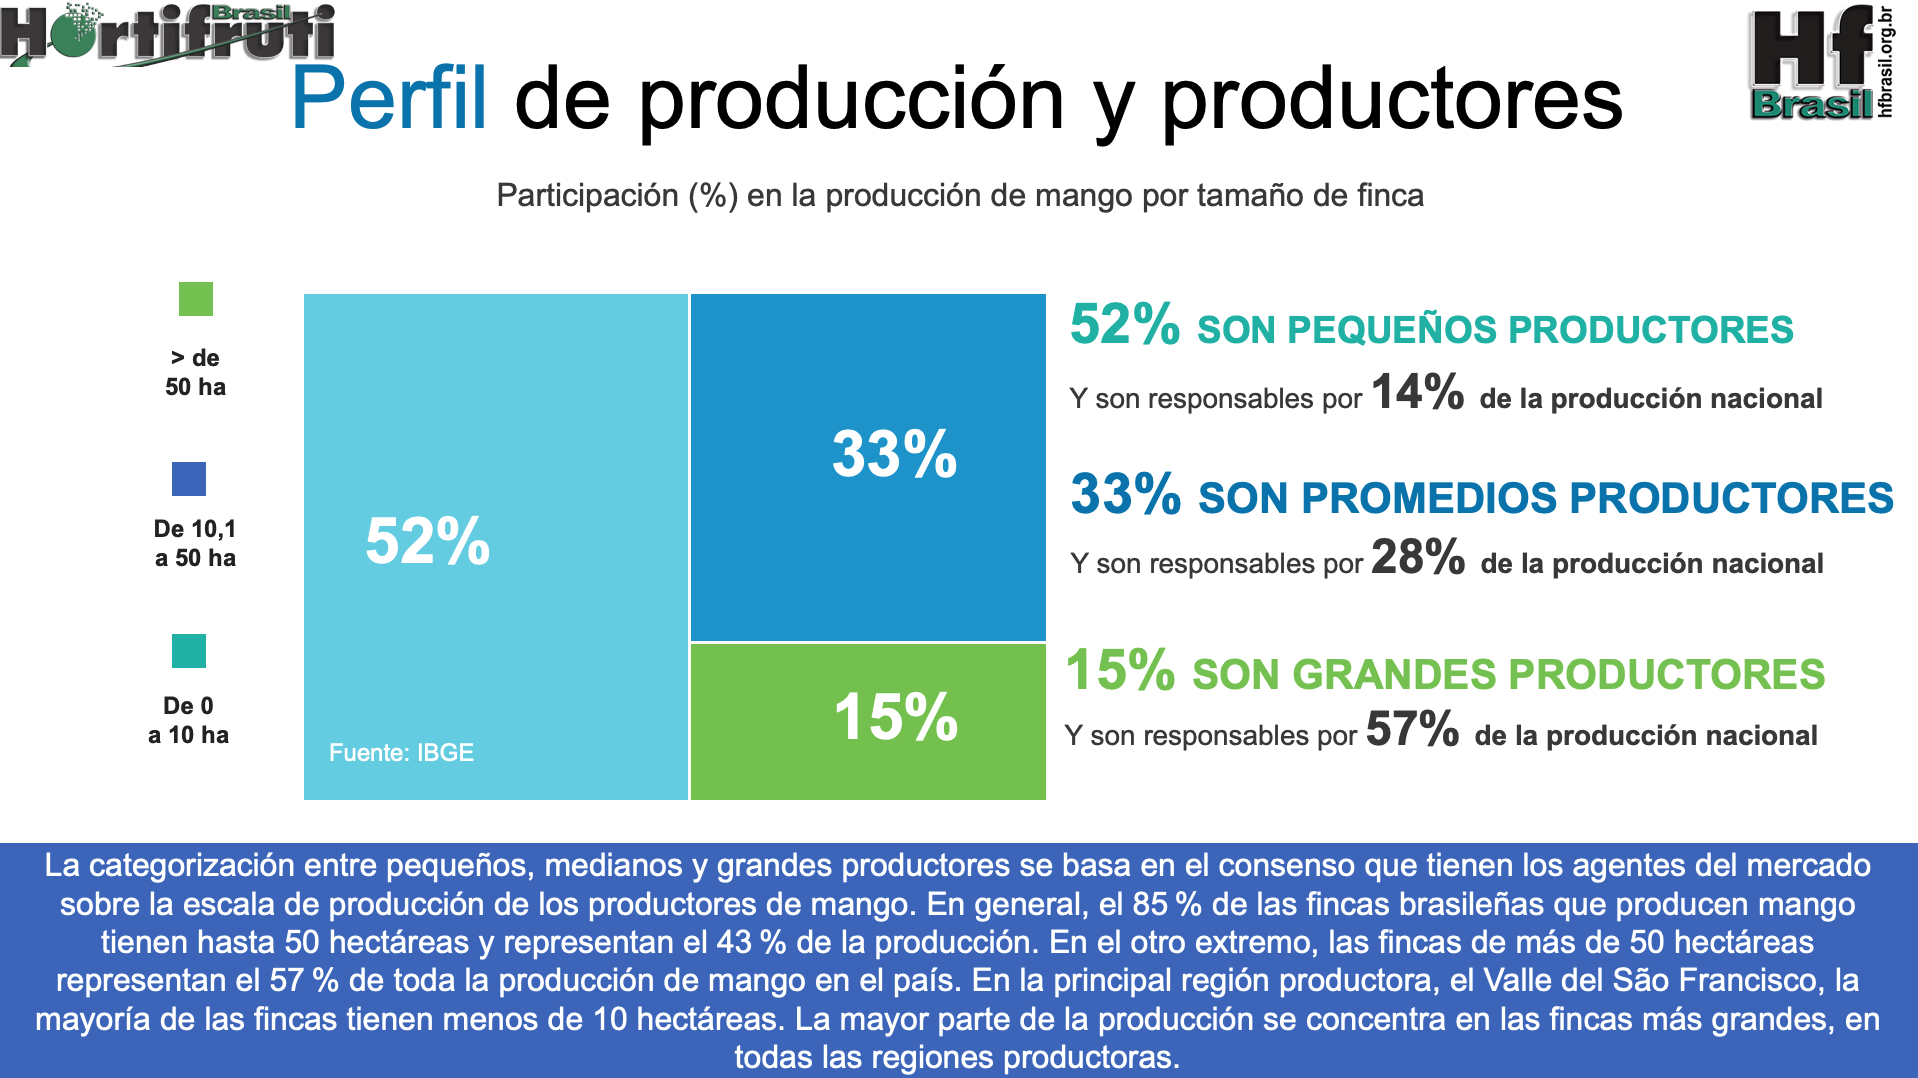 Hortifruti
Brasil
Hf
Brasil
hfbrasil.org.br
Perfil de producción y productores
Participación (%) en la producción de mango por tamaño de finca
> de
50 ha
De 10,1
a 50 ha
De 0
a 10 ha
52%
33%
15%
Fuente: IBGE
52% SON PEQUEÑOS PRODUCTORES
Y son responsables por 14% de la producción nacional
33% SON PROMEDIOS PRODUCTORES
Y son responsables por 28% de la producción nacional
15% SON GRANDES PRODUCTORES
Y son responsables por 57% de la producción nacional
La categorización entre pequeños, medianos y grandes productores se basa en el consenso que tienen los agentes del mercado
sobre la escala de producción de los productores de mango. En general, el 85 % de las fincas brasileñas que producen mango
tienen hasta 50 hectáreas y representan el 43 % de la producción. En el otro extremo, las fincas de más de 50 hectáreas
representan el 57 % de toda la producción de mango en el país. En la principal región productora, el Valle del São Francisco, la
mayoría de las fincas tienen menos de 10 hectáreas. La mayor parte de la producción se concentra en las fincas más grandes, en
todas las regiones productoras.